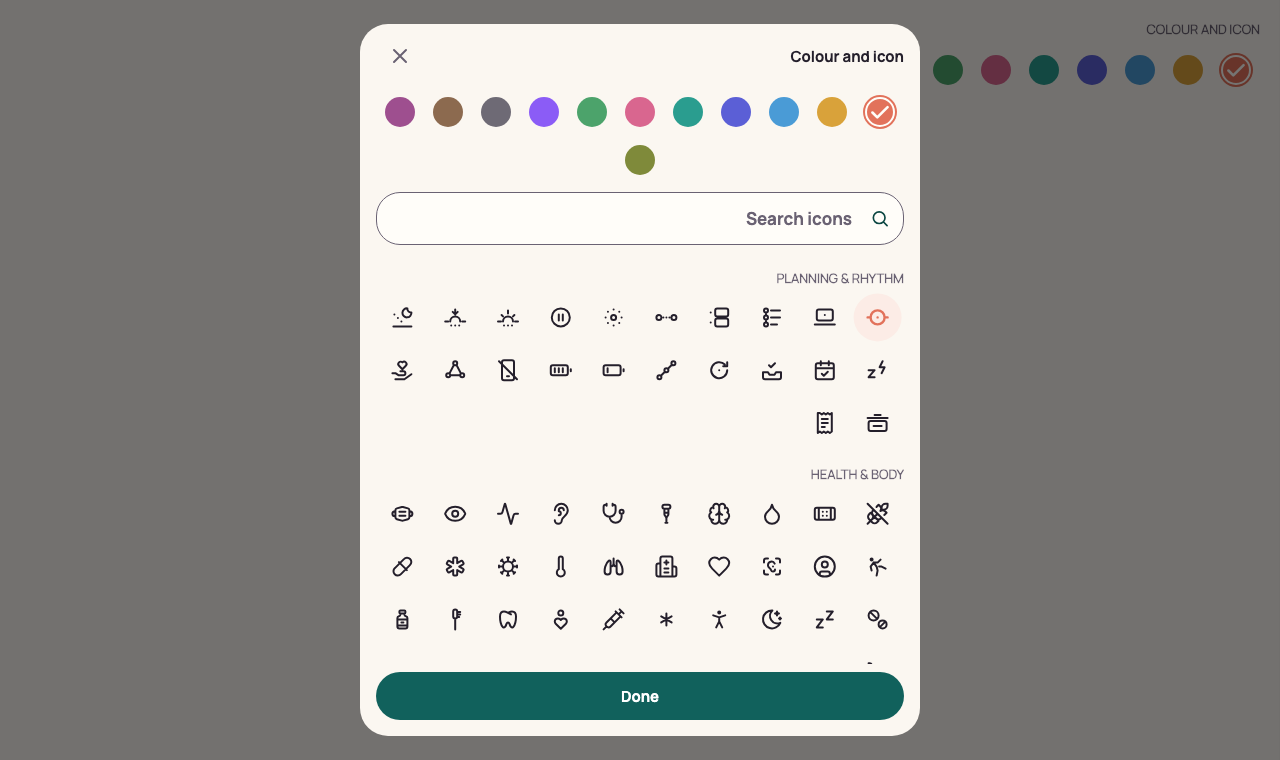 COLOUR AND ICON
Colour and icon
Search icons
PLANNING & RHYTHM
HEALTH & BODY
Done